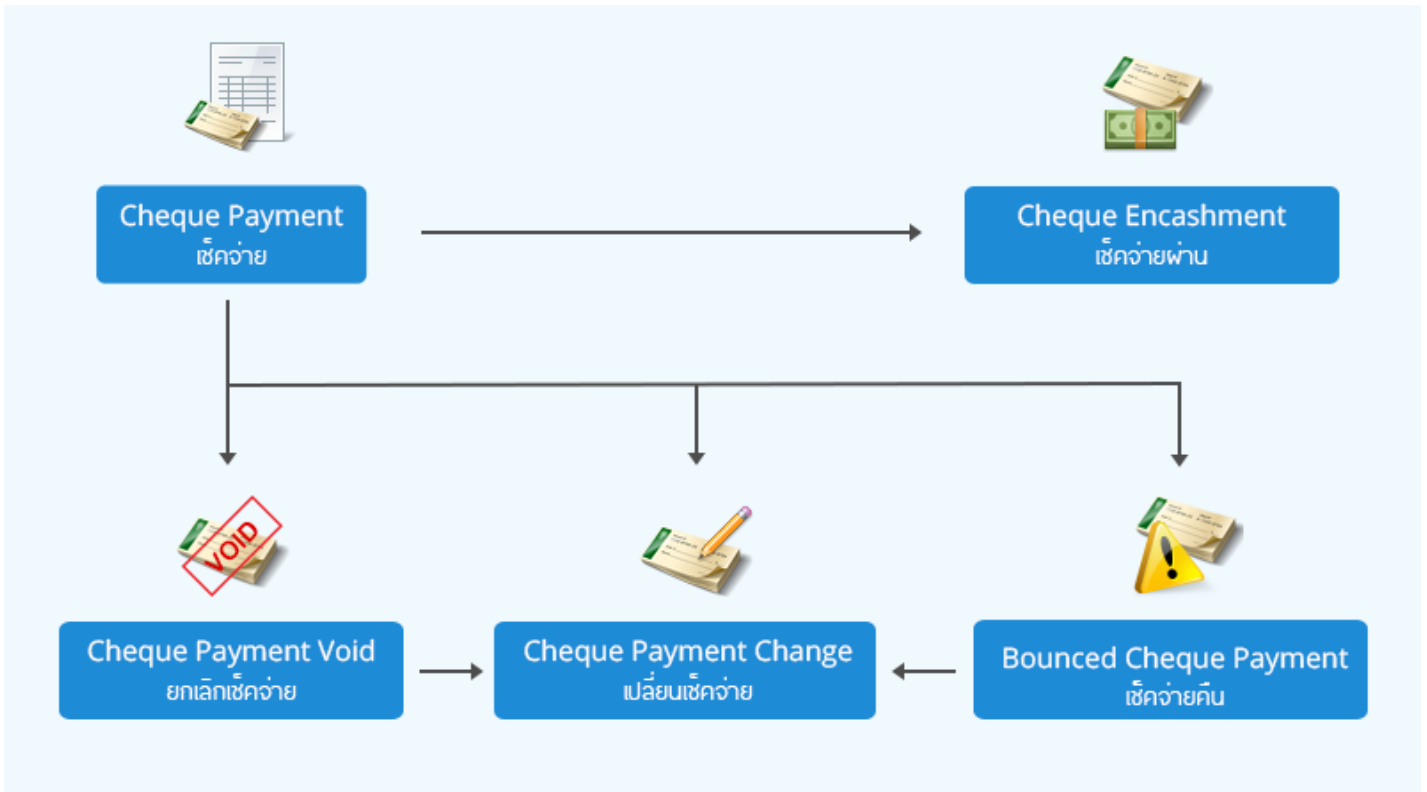 Cheque Payment
เช็คจ่าย
Cheque Encashment
เช็คจ่ายผ่าน
VOID
Cheque Payment Void
ยกเลิกเช็คจ่าย
Cheque Payment Change
เปลี่ยนเช็คจ่าย
Bounced Cheque Payment
เช็คจ่ายคืน